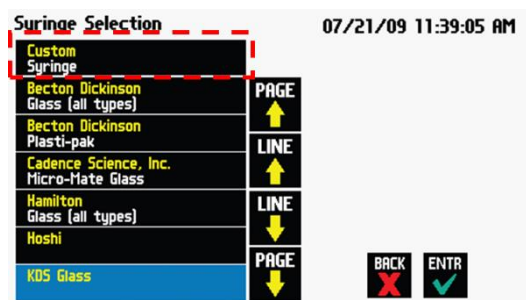 Syringe Selection 07/21/09 11:39:05 AM
Custom
Syringe
Becton Dickinson
Glass (all types)
Becton Dickinson
Plasti-pak
Cadence Science, Inc.
Micro-Mate Glass
Hamilton
Glass (all types)
Hoshi
KDS Glass
PAGE
LINE
LINE
PAGE
BACK ENTR